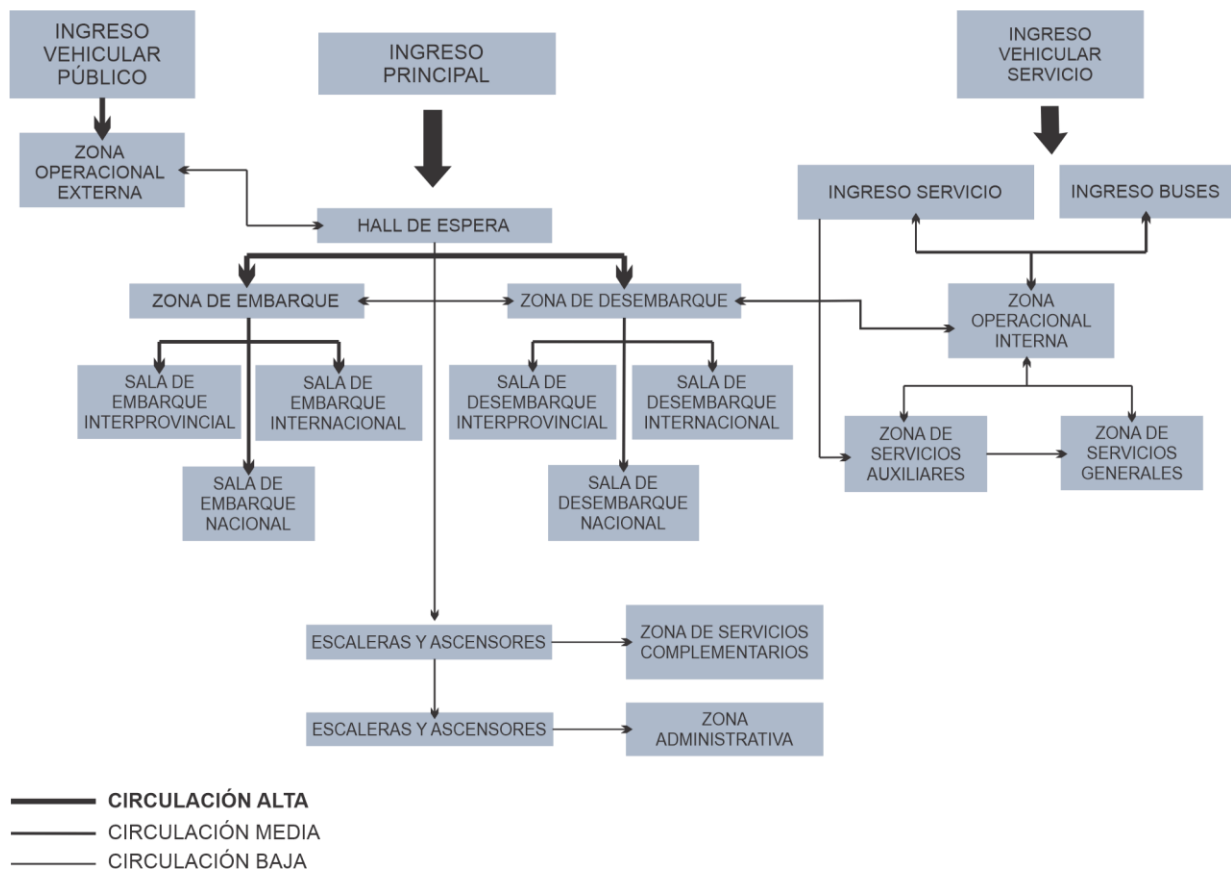 INGRESO
VEHICULAR
PÚBLICO
INGRESO
PRINCIPAL
INGRESO
VEHICULAR
SERVICIO
ZONA
OPERACIONAL
EXTERNA
INGRESO SERVICIO
INGRESO BUSES
HALL DE ESPERA
ZONA DE EMBARQUE
ZONA DE DESEMBARQUE
ZONA
OPERACIONAL
INTERNA
SALA DE
EMBARQUE
INTERPROVINCIAL
SALA DE
EMBARQUE
INTERNACIONAL
SALA DE
DESEMBARQUE
INTERPROVINCIAL
SALA DE
DESEMBARQUE
INTERNACIONAL
ZONA DE
SERVICIOS
AUXILIARES
ZONA DE
SERVICIOS
GENERALES
SALA DE
EMBARQUE
NACIONAL
SALA DE
DESEMBARQUE
NACIONAL
ESCALERAS Y ASCENSORES
ZONA DE SERVICIOS
COMPLEMENTARIOS
ESCALERAS Y ASCENSORES
ZONA
ADMINISTRATIVA
CIRCULACIÓN ALTA
CIRCULACIÓN MEDIA
CIRCULACIÓN BAJA